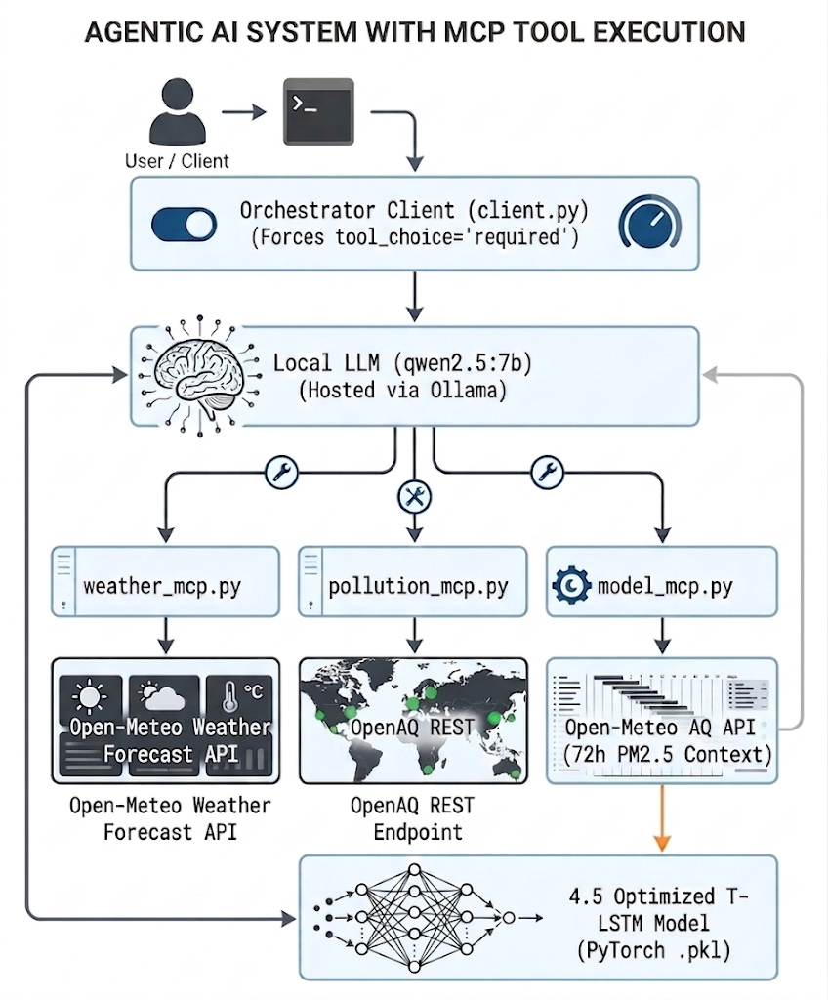 AGENTIC AI SYSTEM WITH MCP TOOL EXECUTION
>_
User / Client
Orchestrator Client (client.py)
(Forces tool_choice='required')
Local LLM (qwen2.5:7b)
(Hosted via Ollama)
weather_mcp.py
pollution_mcp.py
model_mcp.py
°C
Open-Meteo Weather
Forecast API
OpenAQ REST
Open-Meteo AQ API
(72h PM2.5 Context)
Open-Meteo Weather
Forecast API
OpenAQ REST
Endpoint
4.5 Optimized T-
LSTM Model
(PyTorch .pkl)